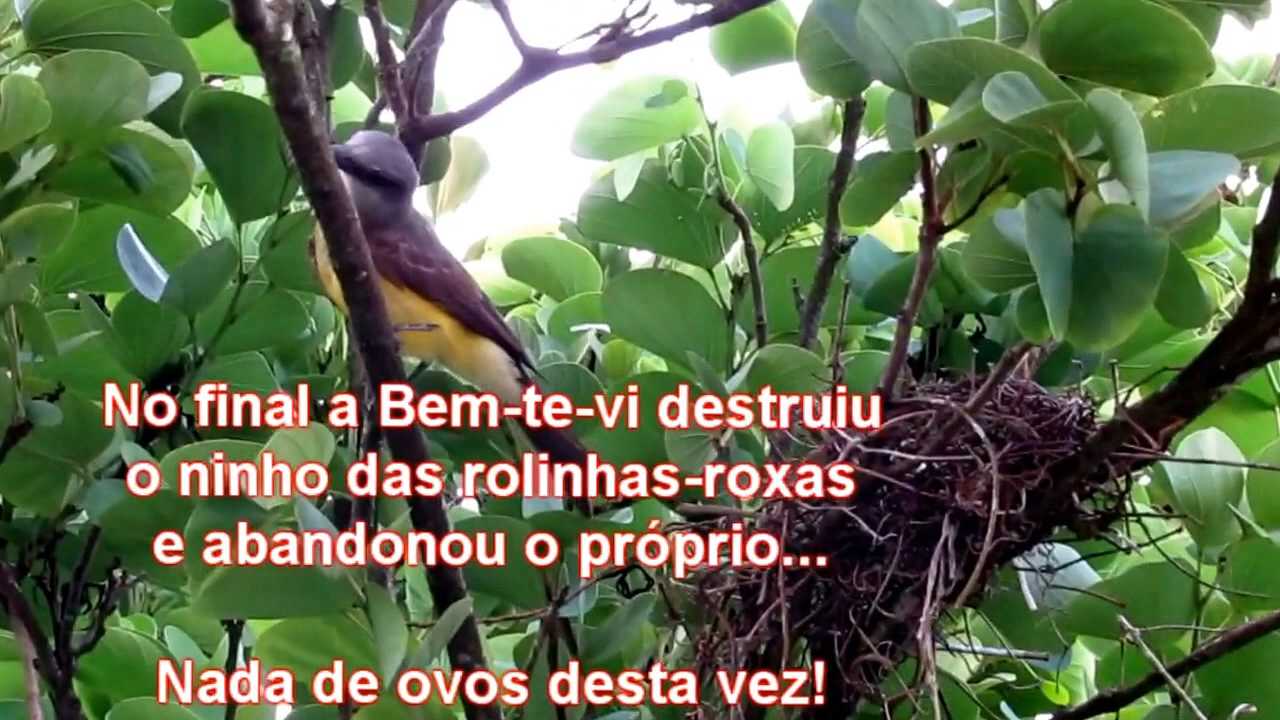 No final a Bem-te-vi destruiu
o ninho das rolinhas-roxas
e abandonou o próprio...
Nada de ovos desta vez!